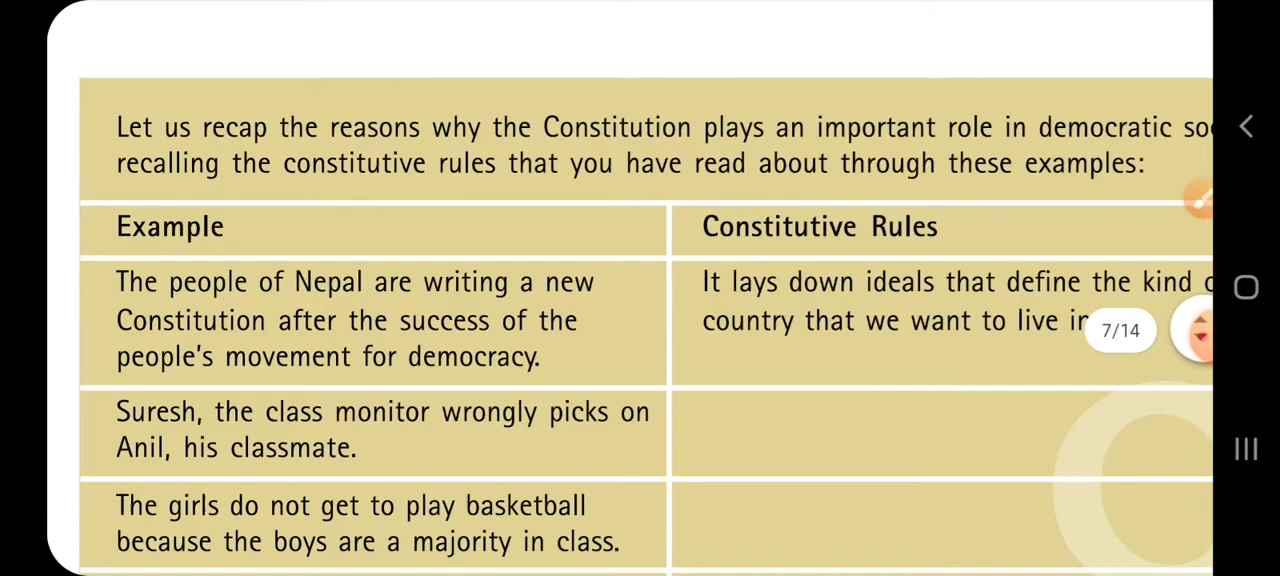 Let us recap the reasons why the Constitution plays an important role in democratic
recalling the constitutive rules that you have read about through these examples:
Example
Constitutive Rules
The people of Nepal are writing a new
Constitution after the success of the
people's movement for democracy.
It lays down ideals that define the kind
country that we want to live in
7/14
Suresh, the class monitor wrongly picks on
Anil, his classmate.
The girls do not get to play basketball
because the boys are a majority in class.